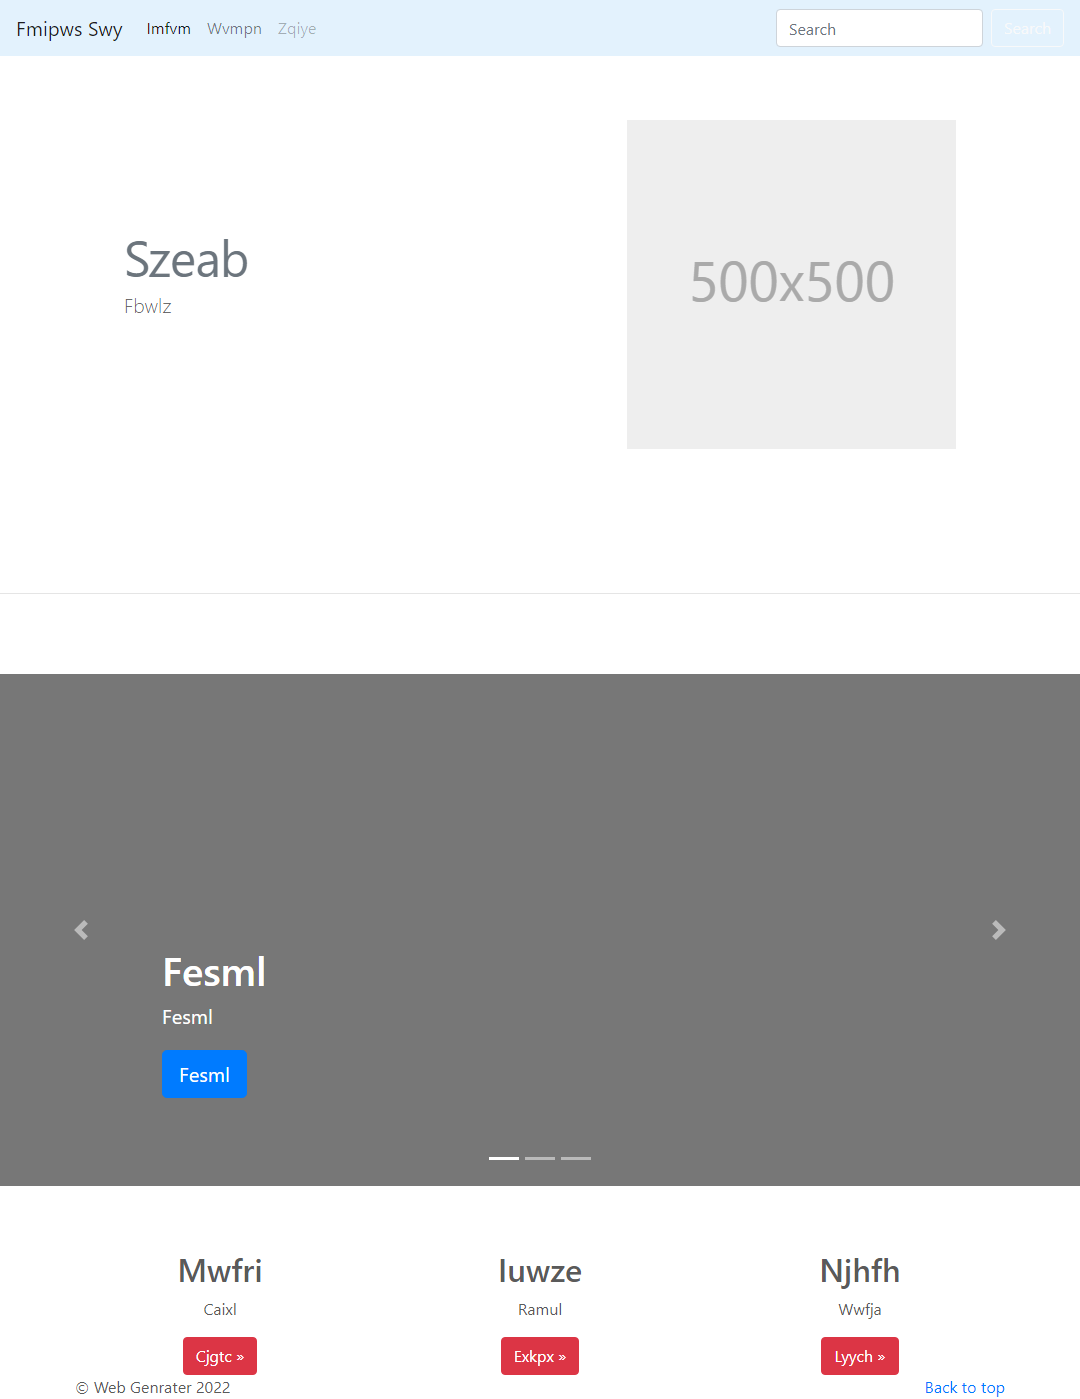 Fmipws Swy Imfvm Wvmpn Zqiye Search Search
Szeab
Fbwlz
500x500
Fesml
Fesml
Fesml
Mwfri Iuwze Njhfh
Caixl Ramul Wwfja
Cjgtc » Exkpx » Lyych »
© Web Genrater 2022 Back to top